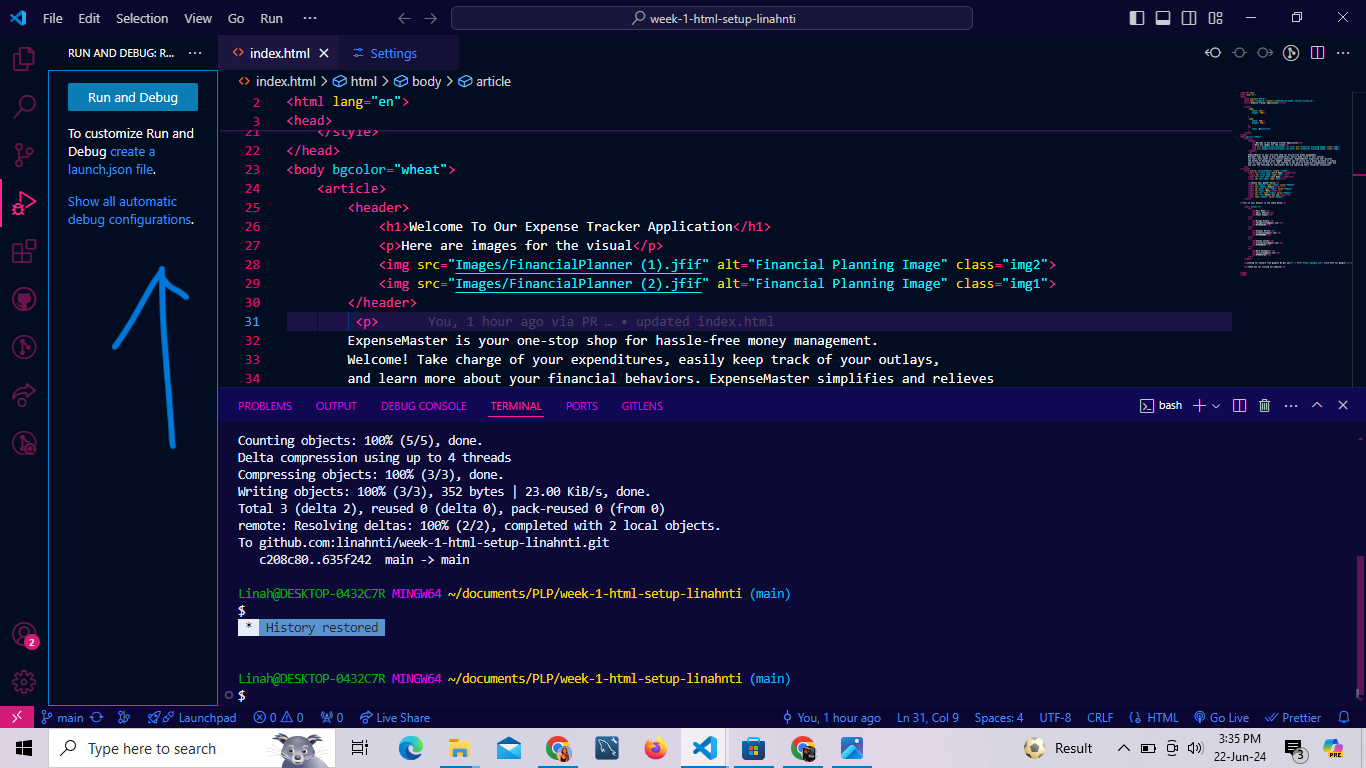 File Edit Selection View Go Run ··· week-1-html-setup-linahnti
RUN AND DEBUG: R... ···
Run and Debug
To customize Run and
Debug create a
launch.json file.
Show all automatic
debug configurations.
index.html Settings
index.html > html > body > article
2 <html lang="en">
3 <head>
21 </style>
22 </head>
23 <body bgcolor="wheat">
24 <article>
25 <header>
26 <h1>Welcome To Our Expense Tracker Application</h1>
27 <p>Here are images for the visual</p>
28 <img src="Images/FinancialPlanner (1).jfif" alt="Financial Planning Image" class="img2">
29 <img src="Images/FinancialPlanner (2).jfif" alt="Financial Planning Image" class="img1">
30 </header>
31 <p> You, 1 hour ago via PR … • updated index.html
32 ExpenseMaster is your one-stop shop for hassle-free money management.
33 Welcome! Take charge of your expenditures, easily keep track of your outlays,
34 and learn more about your financial behaviors. ExpenseMaster simplifies and relieves
PROBLEMS OUTPUT DEBUG CONSOLE TERMINAL PORTS GITLENS bash
Counting objects: 100% (5/5), done.
Delta compression using up to 4 threads
Compressing objects: 100% (3/3), done.
Writing objects: 100% (3/3), 352 bytes | 23.00 KiB/s, done.
Total 3 (delta 2), reused 0 (delta 0), pack-reused 0 (from 0)
remote: Resolving deltas: 100% (2/2), completed with 2 local objects.
To github.com:linahnti/week-1-html-setup-linahnti.git
c208c80..635f242 main -> main
Linah@DESKTOP-0432C7R MINGW64 ~/documents/PLP/week-1-html-setup-linahnti (main)
$
* History restored
Linah@DESKTOP-0432C7R MINGW64 ~/documents/PLP/week-1-html-setup-linahnti (main)
$
2
main Launchpad 0 0 0 Live Share You, 1 hour ago Ln 31, Col 9 Spaces: 4 UTF-8 CRLF HTML Go Live Prettier
Type here to search Result 3:35 PM
22-Jun-24 3 PRE